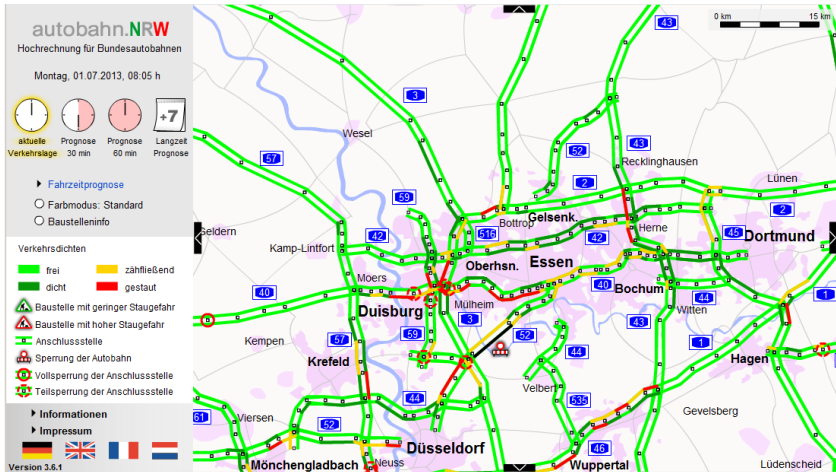 autobahn.NRW
Hochrechnung für Bundesautobahnen
Montag, 01.07.2013, 08:05 h
+7
aktuelle Verkehrslage
Prognose 30 min
Prognose 60 min
Langzeit Prognose
Fahrzeitprognose
Farbmodus: Standard
Baustelleninfo
Verkehrsdichten
frei
zähfließend
dicht
gestaut
Baustelle mit geringer Staugefahr
Baustelle mit hoher Staugefahr
Anschlussstelle
Sperrung der Autobahn
Vollsperrung der Anschlussstelle
Teilsperrung der Anschlussstelle
Informationen
Impressum
Version 3.6.1
0 km 15 km
43
3
Wesel
43
52
57
Recklinghausen
2
Lünen
59
2
Geldern
Bottrop
Gelsenk.
42
516
42
Herne
45
Dortmund
Kamp-Lintfort
Oberhsn.
Essen
Moers
40
Bochum
44
1
40
Duisburg
Mülheim
3
Witten
43
59
52
Kempen
57
44
1
Krefeld
Hagen
Velbert
44
535
Gevelsberg
61
Viersen
52
46
Düsseldorf
Mönchengladbach
Neuss
Wuppertal
Lüdenscheid